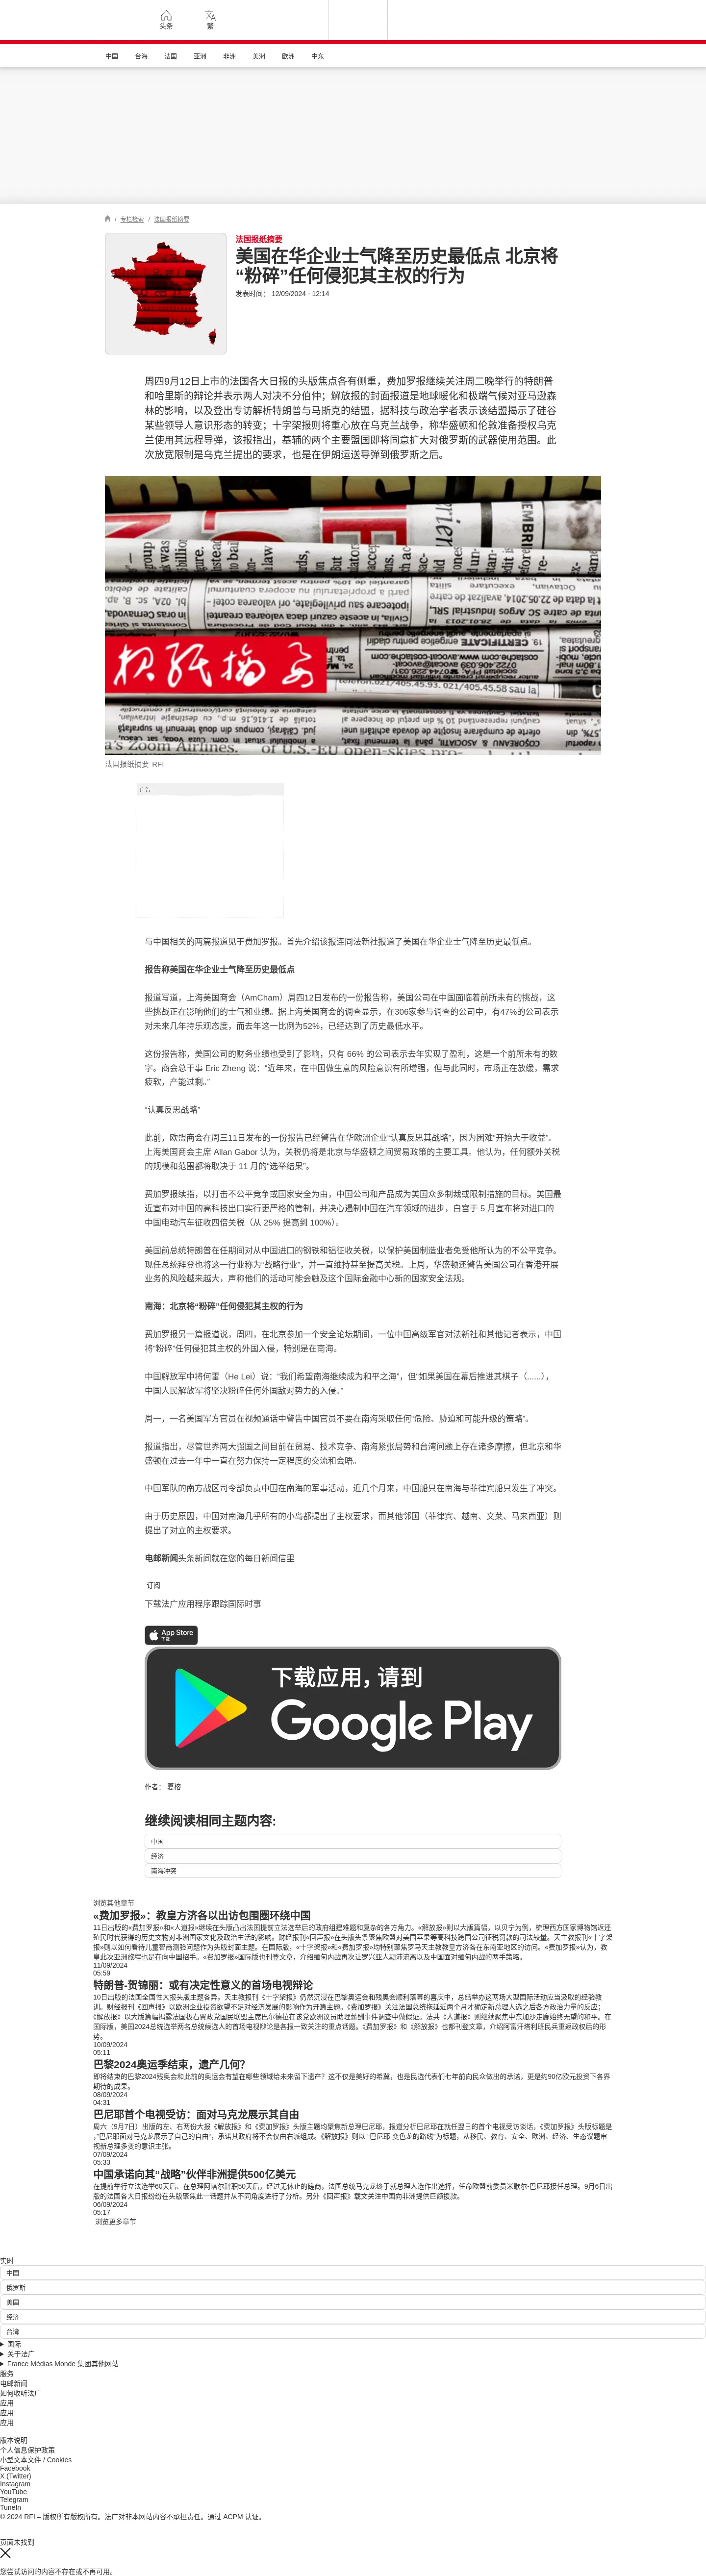 头条
繁
中国 台海 法国 亚洲 非洲 美洲 欧洲 中东
/ 专栏检索 / 法国报纸摘要
法国报纸摘要
美国在华企业士气降至历史最低点 北京将
“粉碎”任何侵犯其主权的行为
发表时间： 12/09/2024 - 12:14
周四9月12日上市的法国各大日报的头版焦点各有侧重，费加罗报继续关注周二晚举行的特朗普
和哈里斯的辩论并表示两人对决不分伯仲；解放报的封面报道是地球暖化和极端气候对亚马逊森
林的影响，以及登出专访解析特朗普与马斯克的结盟，据科技与政治学者表示该结盟揭示了硅谷
某些领导人意识形态的转变；十字架报则将重心放在乌克兰战争，称华盛顿和伦敦准备授权乌克
兰使用其远程导弹，该报指出，基辅的两个主要盟国即将同意扩大对俄罗斯的武器使用范围。此
次放宽限制是乌克兰提出的要求，也是在伊朗运送导弹到俄罗斯之后。
报纸摘要
法国报纸摘要 RFI
广告
与中国相关的两篇报道见于费加罗报。首先介绍该报连同法新社报道了美国在华企业士气降至历史最低点。
报告称美国在华企业士气降至历史最低点
报道写道，上海美国商会（AmCham）周四12日发布的一份报告称，美国公司在中国面临着前所未有的挑战，这
些挑战正在影响他们的士气和业绩。据上海美国商会的调查显示，在306家参与调查的公司中，有47%的公司表示
对未来几年持乐观态度，而去年这一比例为52%，已经达到了历史最低水平。
这份报告称，美国公司的财务业绩也受到了影响，只有 66% 的公司表示去年实现了盈利，这是一个前所未有的数
字。商会总干事 Eric Zheng 说：“近年来，在中国做生意的风险意识有所增强，但与此同时，市场正在放缓，需求
疲软，产能过剩。”
“认真反思战略”
此前，欧盟商会在周三11日发布的一份报告已经警告在华欧洲企业“认真反思其战略”，因为困难“开始大于收益”。
上海美国商会主席 Allan Gabor 认为，关税仍将是北京与华盛顿之间贸易政策的主要工具。他认为，任何额外关税
的规模和范围都将取决于 11 月的“选举结果”。
费加罗报续指，以打击不公平竞争或国家安全为由，中国公司和产品成为美国众多制裁或限制措施的目标。美国最
近宣布对中国的高科技出口实行更严格的管制，并决心遏制中国在汽车领域的进步，白宫于 5 月宣布将对进口的
中国电动汽车征收四倍关税（从 25% 提高到 100%）。
美国前总统特朗普在任期间对从中国进口的钢铁和铝征收关税，以保护美国制造业者免受他所认为的不公平竞争。
现任总统拜登也将这一行业称为“战略行业”，并一直维持甚至提高关税。上周，华盛顿还警告美国公司在香港开展
业务的风险越来越大，声称他们的活动可能会触及这个国际金融中心新的国家安全法规。
南海：北京将“粉碎”任何侵犯其主权的行为
费加罗报另一篇报道说，周四，在北京参加一个安全论坛期间，一位中国高级军官对法新社和其他记者表示，中国
将“粉碎”任何侵犯其主权的外国入侵，特别是在南海。
中国解放军中将何雷（He Lei）说：“我们希望南海继续成为和平之海”，但“如果美国在幕后推进其棋子（......），
中国人民解放军将坚决粉碎任何外国敌对势力的入侵。”
周一，一名美国军方官员在视频通话中警告中国官员不要在南海采取任何“危险、胁迫和可能升级的策略”。
报道指出，尽管世界两大强国之间目前在贸易、技术竞争、南海紧张局势和台湾问题上存在诸多摩擦，但北京和华
盛顿在过去一年中一直在努力保持一定程度的交流和会晤。
中国军队的南方战区司令部负责中国在南海的军事活动，近几个月来，中国船只在南海与菲律宾船只发生了冲突。
由于历史原因，中国对南海几乎所有的小岛都提出了主权要求，而其他邻国（菲律宾、越南、文莱、马来西亚）则
提出了对立的主权要求。
电邮新闻头条新闻就在您的每日新闻信里
订阅
下载法广应用程序跟踪国际时事
App Store
下载
下载应用，请到
Google Play
作者： 夏榕
继续阅读相同主题内容:
中国
经济
南海冲突
浏览其他章节
«费加罗报»：教皇方济各以出访包围圈环绕中国
11日出版的«费加罗报»和«人道报»继续在头版凸出法国提前立法选举后的政府组建难题和复杂的各方角力。«解放报»则以大版篇幅，以贝宁为例，梳理西方国家博物馆返还
殖民时代获得的历史文物对非洲国家文化及政治生活的影响。财经报刊«回声报»在头版头条聚焦欧盟对美国苹果等高科技跨国公司征税罚款的司法较量。天主教报刊«十字架
报»则以如何看待儿童智商测验问题作为头版封面主题。在国际版，«十字架报»和«费加罗报»均特别聚焦罗马天主教教皇方济各在东南亚地区的访问。«费加罗报»认为，教
皇此次亚洲旅程也是在向中国招手。«费加罗报»国际版也刊登文章，介绍缅甸内战再次让罗兴亚人颠沛流离以及中国面对缅甸内战的两手策略。
11/09/2024
05:59
特朗普-贺锦丽：或有决定性意义的首场电视辩论
10日出版的法国全国性大报头版主题各异。天主教报刊《十字架报》仍然沉浸在巴黎奥运会和残奥会顺利落幕的喜庆中，总结举办这两场大型国际活动应当汲取的经验教
训。财经报刊《回声报》以欧洲企业投资欲望不足对经济发展的影响作为开篇主题。《费加罗报》关注法国总统拖延近两个月才确定新总理人选之后各方政治力量的反应；
《解放报》以大版篇幅揭露法国极右翼政党国民联盟主席巴尔德拉在该党欧洲议员助理薪酬事件调查中做假证。法共《人道报》则继续聚焦中东加沙走廊始终无望的和平。在
国际版，美国2024总统选举两名总统候选人的首场电视辩论是各报一致关注的重点话题。《费加罗报》和《解放报》也都刊登文章，介绍阿富汗塔利班民兵重返政权后的形
势。
10/09/2024
05:11
巴黎2024奥运季结束，遗产几何？
即将结束的巴黎2024残奥会和此前的奥运会有望在哪些领域给未来留下遗产？这不仅是美好的希冀，也是民选代表们七年前向民众做出的承诺，更是约90亿欧元投资下各界
期待的成果。
08/09/2024
04:31
巴尼耶首个电视受访：面对马克龙展示其自由
周六（9月7日）出版的左、右两份大报《解放报》和《费加罗报》头版主题均聚焦新总理巴尼耶，报道分析巴尼耶在就任翌日的首个电视受访谈话，《费加罗报》头版标题是
，”巴尼耶面对马克龙展示了自己的自由“，承诺其政府将不会仅由右派组成。《解放报》则以 “巴尼耶 变色龙的路线”为标题，从移民、教育、安全、欧洲、经济、生态议题审
视新总理多变的意识主张。
07/09/2024
05:33
中国承诺向其“战略”伙伴非洲提供500亿美元
在提前举行立法选举60天后、在总理阿塔尔辞职50天后，经过无休止的磋商，法国总统马克龙终于就总理人选作出选择，任命欧盟前委员米歇尔-巴尼耶接任总理。9月6日出
版的法国各大日报纷纷在头版聚焦此一话题并从不同角度进行了分析。另外《回声报》载文关注中国向非洲提供巨额援款。
06/09/2024
05:17
浏览更多章节
实时
中国
俄罗斯
美国
经济
台湾
国际
关于法广
France Médias Monde 集团其他网站
服务
电邮新闻
如何收听法广
应用
应用
应用
版本说明
个人信息保护政策
小型文本文件 / Cookies
Facebook
X (Twitter)
Instagram
YouTube
Telegram
TuneIn
© 2024 RFI – 版权所有版权所有。法广对非本网站内容不承担责任。通过 ACPM 认证。
页面未找到
您尝试访问的内容不存在或不再可用。